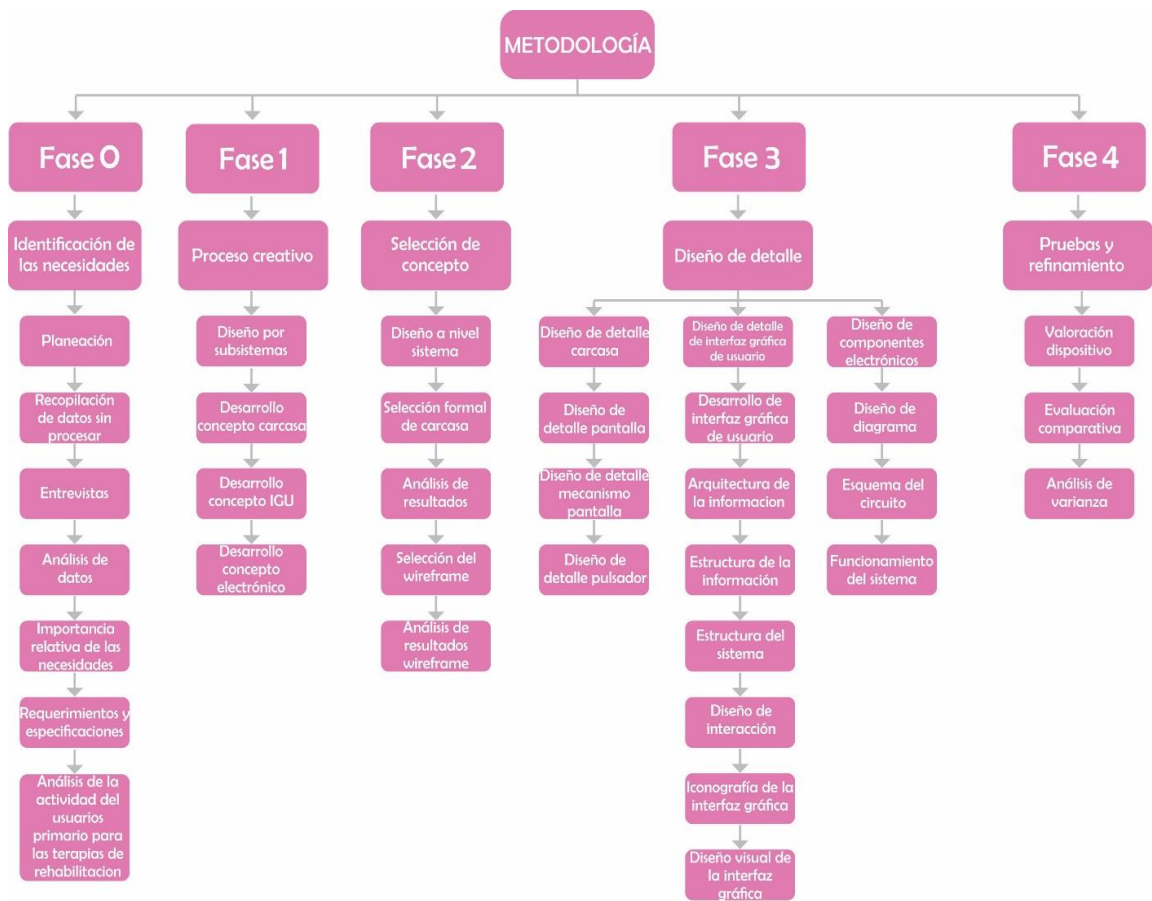 METODOLOGÍA
Fase 0
Identificación de
las necesidades
Planeación
Recopilación
de datos sin
procesar
Entrevistas
Análisis de
datos
Importancia
relativa de las
necesidades
Requerimientos y
especificaciones
Análisis de la
actividad del
usuarios
primario para
las terapias de
rehabilitacion
Fase 1
Proceso creativo
Diseño por
subsistemas
Desarrollo
concepto carcasa
Desarrollo
concepto IGU
Desarrollo
concepto
electrónico
Fase 2
Selección de
concepto
Diseño a nivel
sistema
Selección formal
de carcasa
Análisis de
resultados
Selección del
wireframe
Análisis de
resultados
wireframe
Fase 3
Diseño de detalle
Diseño de detalle
carcasa
Diseño de
detalle pantalla
Diseño de detalle
mecanismo
pantalla
Diseño de
detalle pulsador
Diseño de detalle
de interfaz gráfica
de usuario
Desarrollo de
interfaz gráfica
de usuario
Arquitectura de
la informacion
Estructura de la
información
Estructura del
sistema
Diseño de
interacción
Iconografía de la
interfaz gráfica
Diseño visual de
la interfaz
gráfica
Diseño de
componentes
electrónicos
Diseño de
diagrama
Esquema del
circuito
Funcionamiento
del sistema
Fase 4
Pruebas y
refinamiento
Valoración
dispositivo
Evaluación
comparativa
Análisis
de varianza